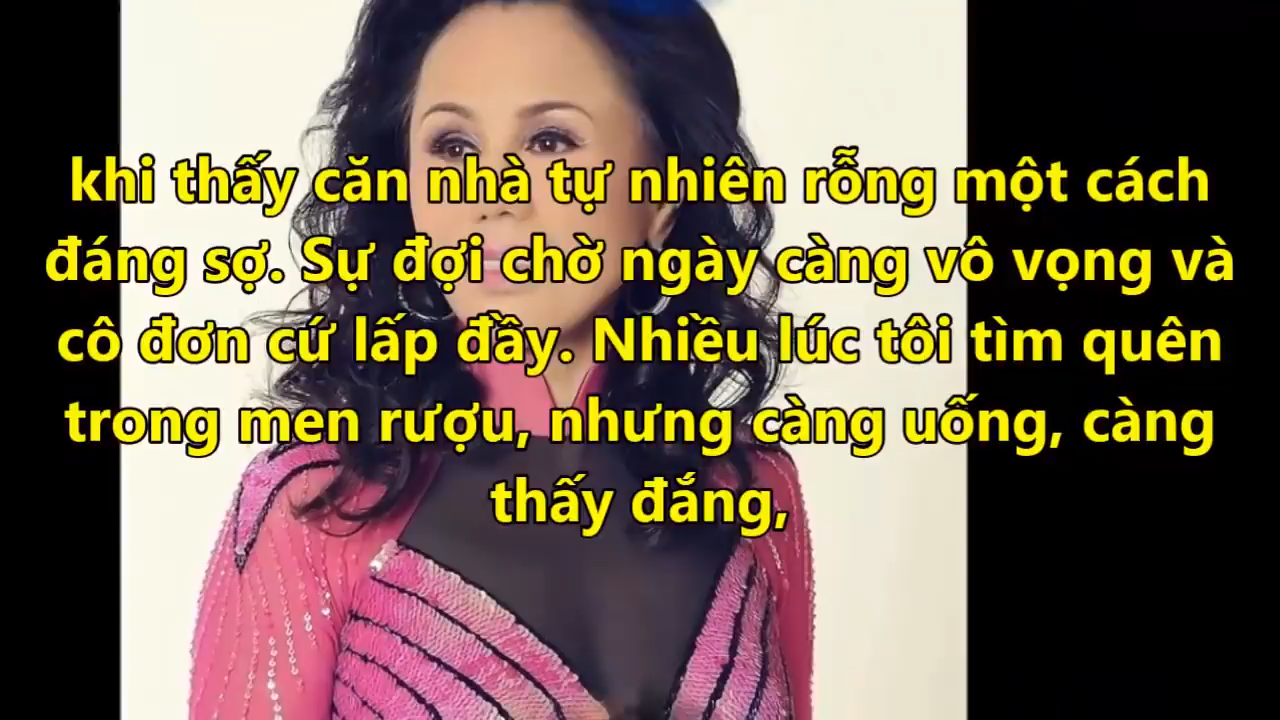 khi thấy căn nhà tự nhiên rỗng một cách
đáng sợ. Sự đợi chờ ngày càng vô vọng và
cô đơn cứ lấp đầy. Nhiều lúc tôi tìm quên
trong men rượu, nhưng càng uống, càng
thấy đắng,